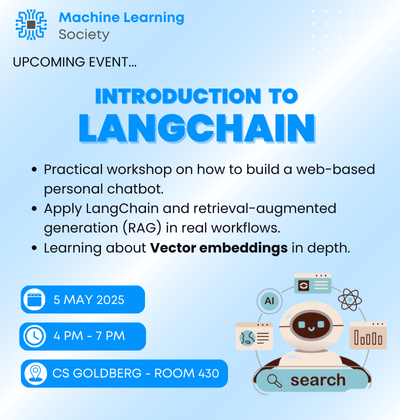 Machine Learning
Society
UPCOMING EVENT...
INTRODUCTION TO
LANGCHAIN
• Practical workshop on how to build a web-based
personal chatbot.
• Apply LangChain and retrieval-augmented
generation (RAG) in real workflows.
• Learning about Vector embeddings in depth.
5 MAY 2025
4 PM - 7 PM
CS GOLDBERG - ROOM 430
AI
search